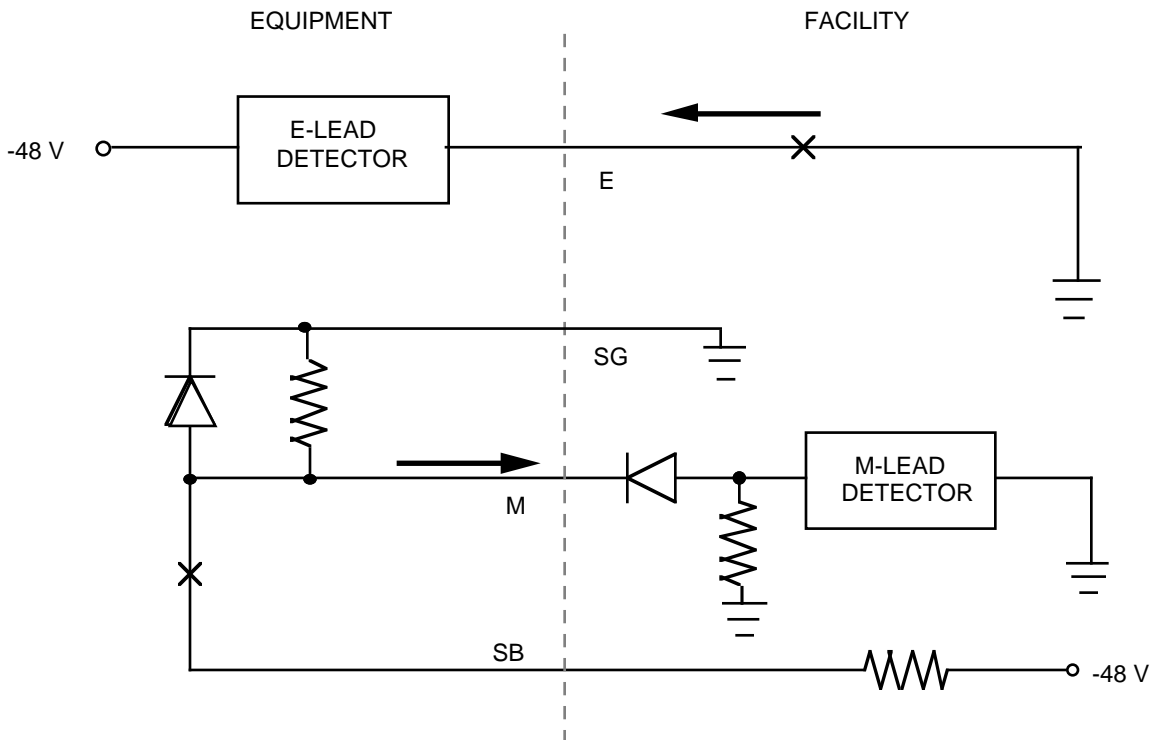 EQUIPMENT
FACILITY
-48 V
E-LEAD
DETECTOR
E
SG
M-LEAD
DETECTOR
M
SB
-48 V